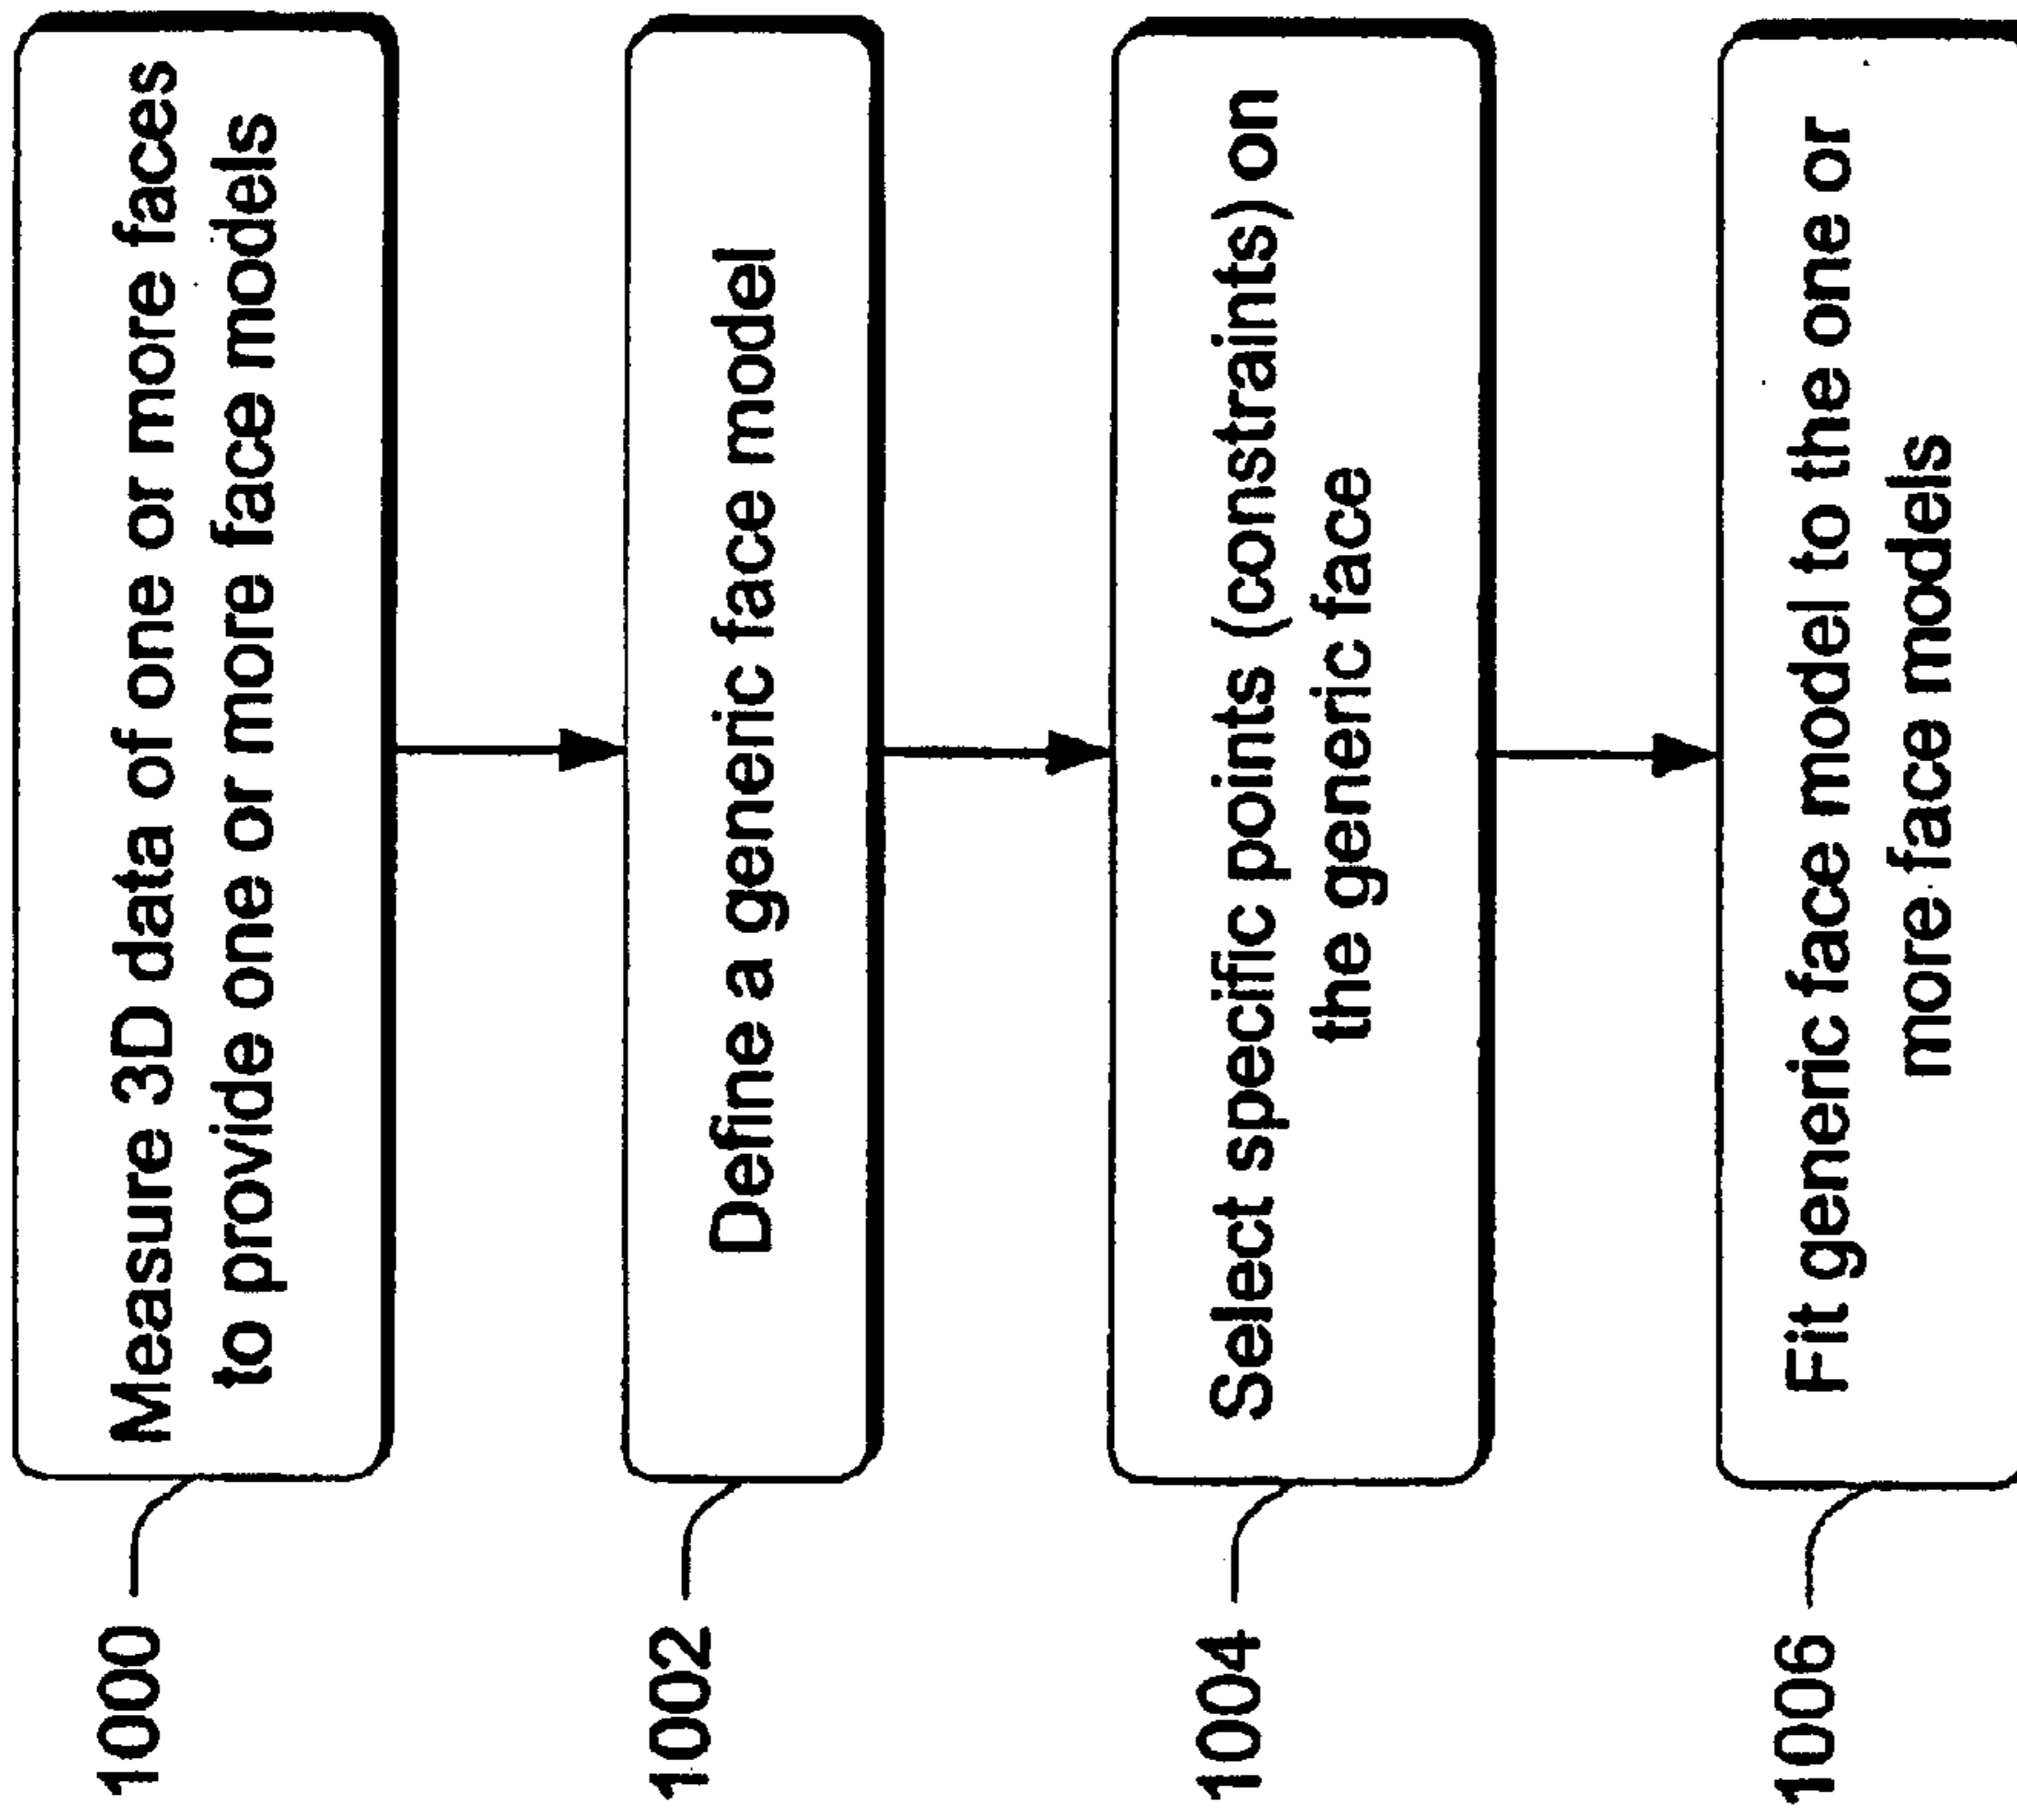 1000
Measure 3D data of one or more faces
to provide one or more face models
1002
Define a generic face model
1004
Select specific points (constraints) on
the generic face
1006
Fit generic face model to the one or
more face models